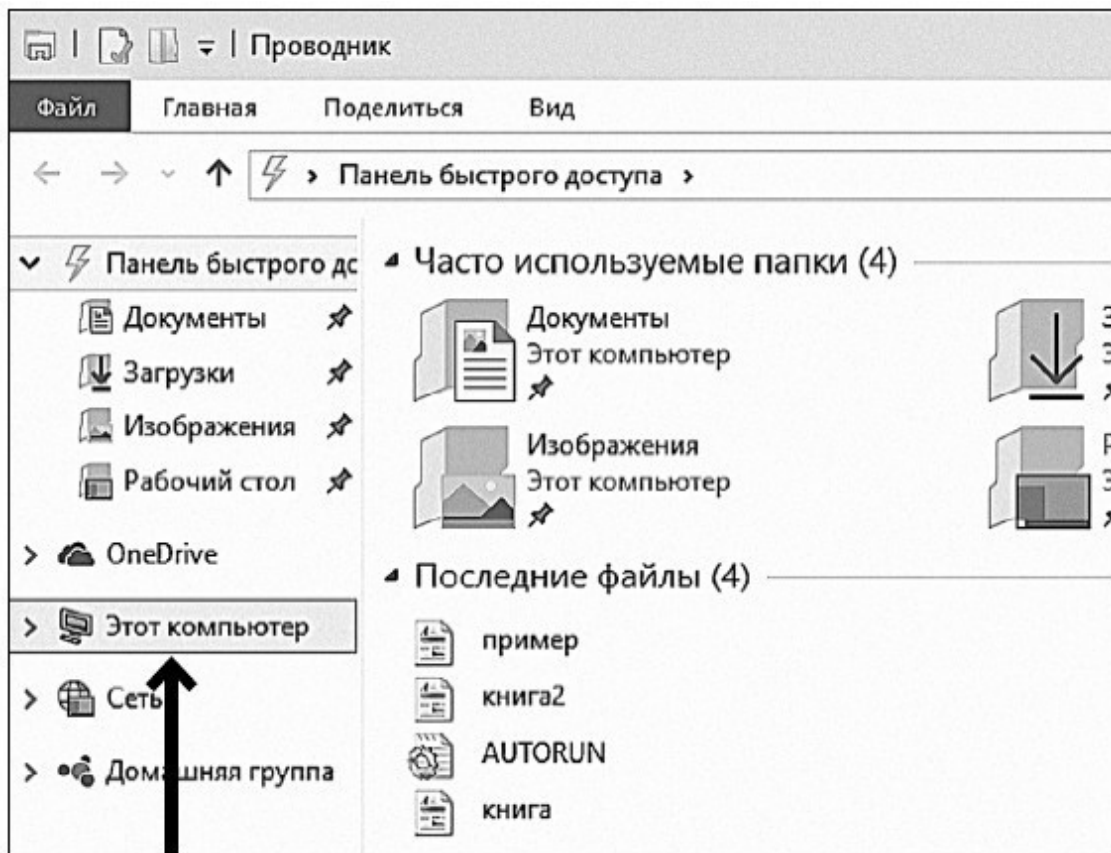 Проводник
Файл Главная Поделиться Вид
Панель быстрого доступа
Панель быстрого дс
Документы
Загрузки
Изображения
Рабочий стол
OneDrive
Этот компьютер
Сеть
Домашняя группа
Часто используемые папки (4)
Документы
Этот компьютер
Изображения
Этот компьютер
Последние файлы (4)
пример
книга2
AUTORUN
книга